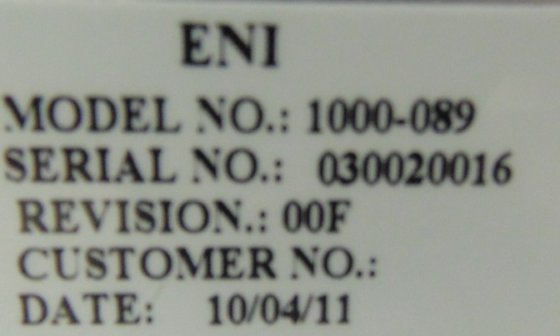 ENI
MODEL NO.: 1000-089
SERIAL NO.: 030020016
REVISION.: 00F
CUSTOMER NO.:
DATE: 10/04/11